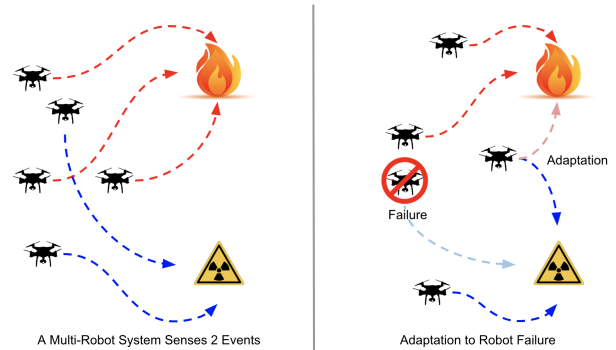 Adaptation
Failure
A Multi-Robot System Senses 2 Events
Adaptation to Robot Failure